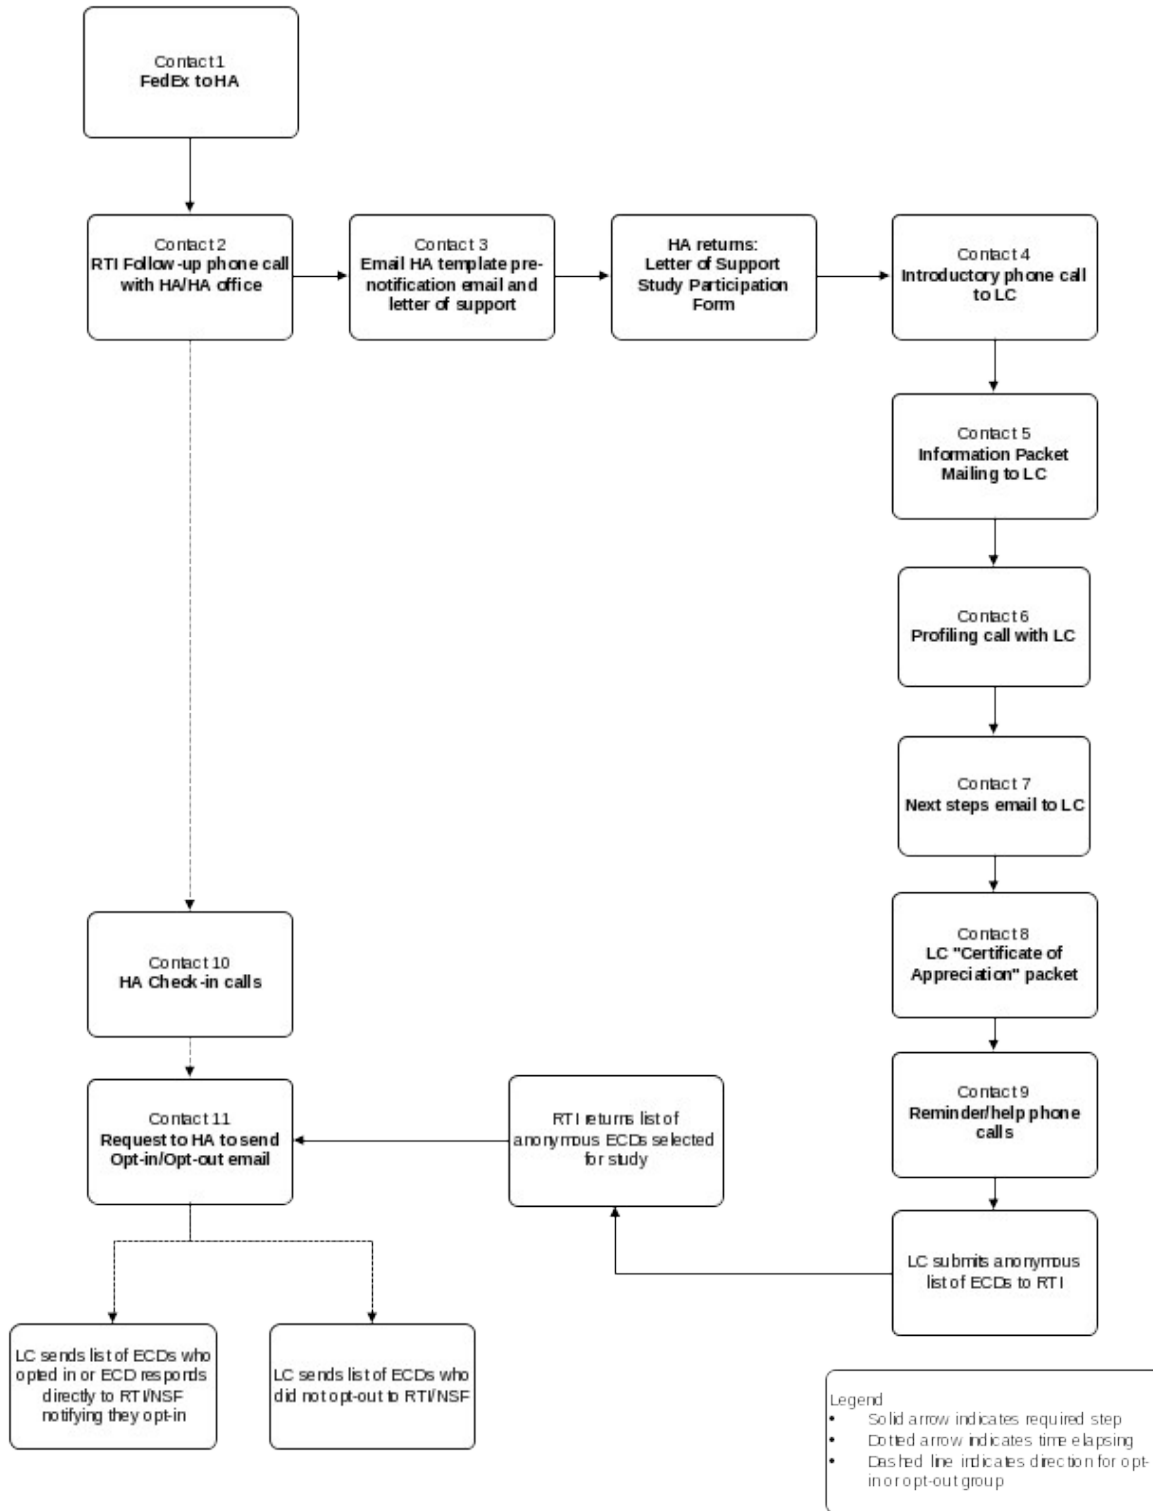 Contact 1
FedEx to HA
Contact 2
RTI Follow-up phone call
with HA/HA office
Contact 3
Email HA template pre-
notification email and
letter of support
HA returns:
Letter of Support
Study Participation
Form
Contact 4
Introductory phone call
to LC
Contact 5
Information Packet
Mailing to LC
Contact 6
Profiling call with LC
Contact 7
Next steps email to LC
Contact 8
LC "Certificate of
Appreciation" packet
Contact 9
Reminder/help phone
calls
LC submits anonymous
list of ECDs to RTI
RTI returns list of
anonymous ECDs selected
for study
Contact 10
HA Check-in calls
Contact 11
Request to HA to send
Opt-in/Opt-out email
LC sends list of ECDs who
opted in or ECD responds
directly to RTI/NSF
notifying they opt-in
LC sends list of ECDs who
did not opt-out to RTI/NSF
Legend
• Solid arrow indicates required step
• Dotted arrow indicates time elapsing
• Dashed line indicates direction for opt-
in or opt-out group